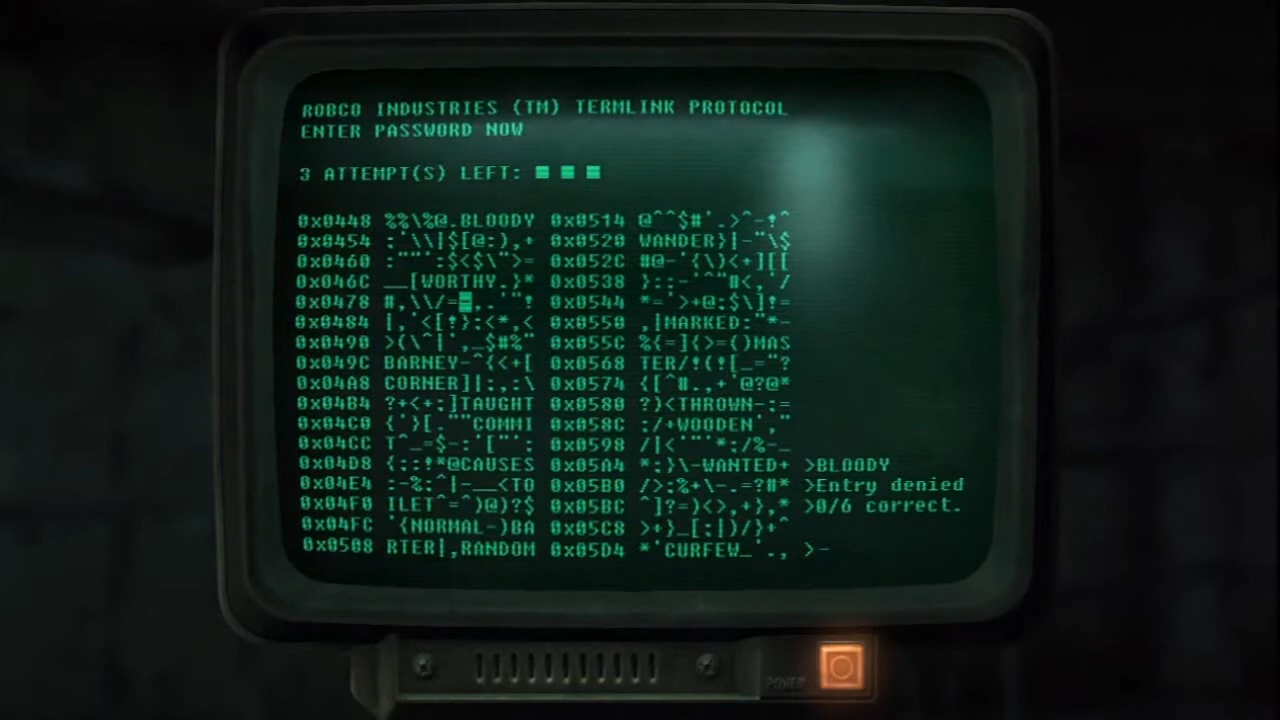 ROBCO INDUSTRIES (TM) TERMLINK PROTOCOL
ENTER PASSWORD NOW
3 ATTEMPT(S) LEFT: ■ ■ ■
0x0448 %%\%@.BLOODY 0x0514 @^^$#'.>^-!^
0x0454 :'\\|$[@:),+ 0x0520 WANDER}|-"\$
0x0460 :""':$<$\">= 0x052C #@-'{\)<+][[
0x046C __[WORTHY.}* 0x0538 }:;-'^"#<,'/
0x0478 #,\\/==,.'"! 0x0544 *='>+@:$\]!=
0x0484 |,'<[!}:<*,< 0x0550 ,|MARKED:"*-
0x0490 >(\^|',_$#%" 0x055C %{=]{>=()MAS
0x049C BARNEY-^{<+[ 0x0568 TER/!(![_="?
0x04A8 CORNER]|;,:\ 0x0574 {[^#.,+'@?@*
0x04B4 ?+<+;]TAUGHT 0x0580 ?)<THROWN-:=
0x04C0 {'}[.""COMMI 0x058C :/+WOODEN',"
0x04CC T^_=$-:'["': 0x0598 /|<'"'*;/%-_
0x04D8 {::!*@CAUSES 0x05A4 *;}\-WANTED+ >BLOODY
0x04E4 :-%:^|-__<TO 0x05B0 />;%+\-.=?#* >Entry denied
0x04F0 ILET^=^)@)?$ 0x05BC ^]?=)<>,+},* >0/6 correct.
0x04FC '{NORMAL-)BA 0x05C8 >+}_[;|)/}+^
0x0508 RTER|,RANDOM 0x05D4 *'CURFEW_'., >-